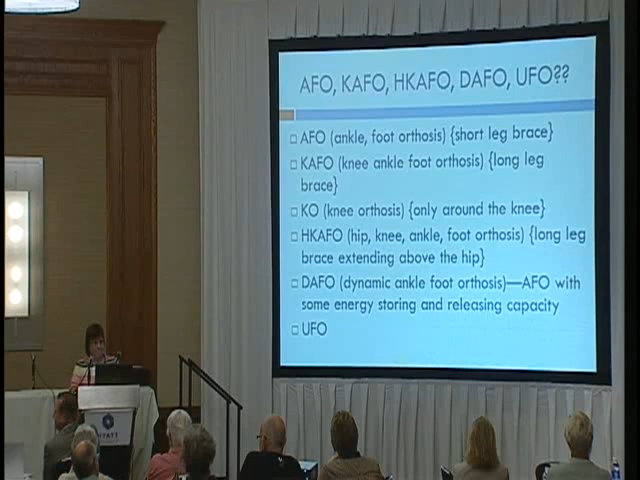 AFO, KAFO, HKAFO, DAFO, UFO??
AFO (ankle, foot orthosis) {short leg brace}
KAFO (knee ankle foot orthosis) {long leg
brace}
KO (knee orthosis) {only around the knee}
HKAFO (hip, knee, ankle, foot orthosis) {long leg
brace extending above the hip}
DAFO (dynamic ankle foot orthosis)—AFO with
some energy storing and releasing capacity
UFO
HYATT